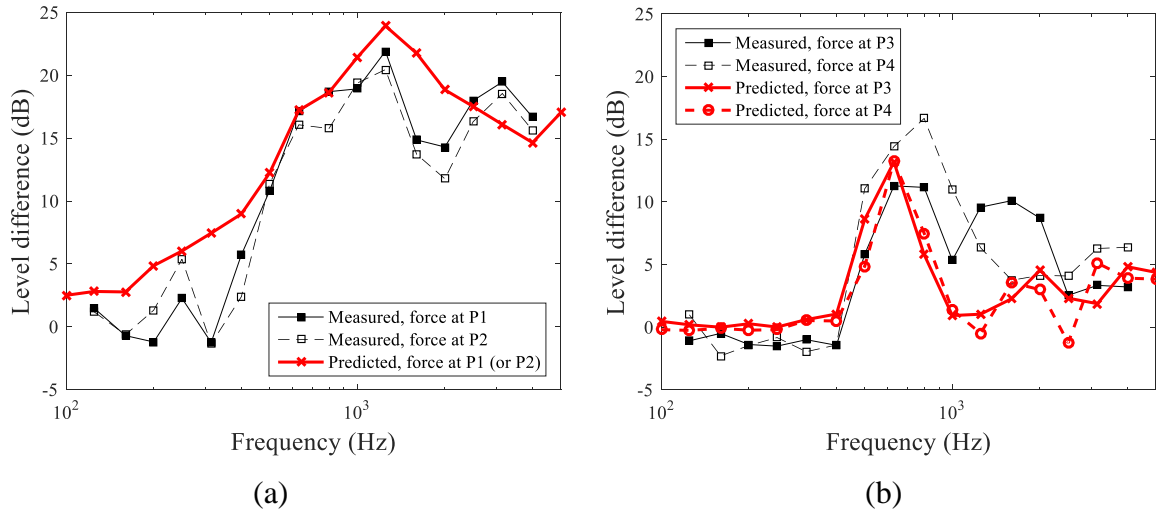 25
20
15
10
5
0
-5
Level difference (dB)
Measured, force at P1
Measured, force at P2
Predicted, force at P1 (or P2)
10^2
10^3
Frequency (Hz)
(a)
25
20
15
10
5
0
-5
Level difference (dB)
Measured, force at P3
Measured, force at P4
Predicted, force at P3
Predicted, force at P4
10^2
10^3
Frequency (Hz)
(b)